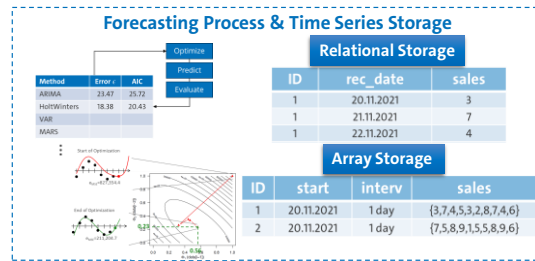 Forecasting Process & Time Series Storage
Optimize
Predict
Evaluate
Method Error ε AIC
ARIMA 23.47 25.72
HoltWinters 18.38 20.43
VAR
MARS
Start of Optimisation
End of Optimisation
Relational Storage
ID rec_date sales
1 20.11.2021 3
1 21.11.2021 7
1 22.11.2021 4
Array Storage
ID start interv sales
1 20.11.2021 1 day {3,7,4,5,3,2,8,7,4,6}
2 20.11.2021 1 day {7,5,8,9,1,5,5,8,9,6}